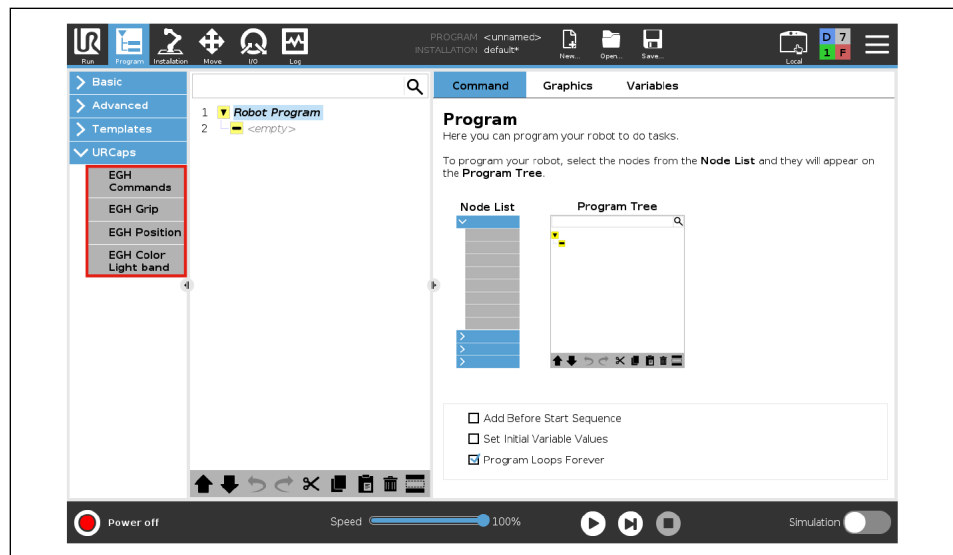 PROGRAM <unnamed>
INSTALLATION default*
Run
Program
Installation
Move
I/O
Log
New...
Open...
Save...
Local
D 7
1 F
Basic
Advanced
Templates
URCaps
EGH
Commands
EGH Grip
EGH Position
EGH Color
Light band
1 Robot Program
2 <empty>
Command Graphics Variables
Program
Here you can program your robot to do tasks.
To program your robot, select the nodes from the Node List and they will appear on
the Program Tree.
Node List Program Tree
Add Before Start Sequence
Set Initial Variable Values
Program Loops Forever
Power off
Speed 100%
Simulation